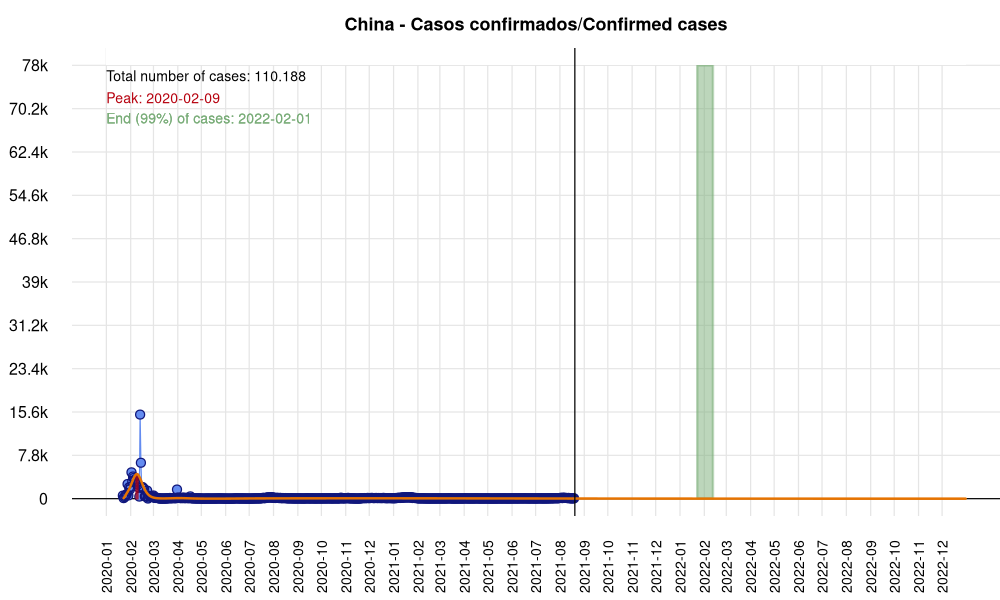 China - Casos confirmados/Confirmed cases
78k
Total number of cases: 110.188
Peak: 2020-02-09
70.2k
End (99%) of cases: 2022-02-01
62.4k
54.6k
46.8k
39k
31.2k
23.4k
15.6k
7.8k
0
2020-01
2020-02
2020-03
2020-04
2020-05
2020-06
2020-07
2020-08
2020-09
2020-10
2020-11
2020-12
2021-01
2021-02
2021-03
2021-04
2021-05
2021-06
2021-07
2021-08
2021-09
2021-10
2021-11
2021-12
2022-01
2022-02
2022-03
2022-04
2022-05
2022-06
2022-07
2022-08
2022-09
2022-10
2022-11
2022-12